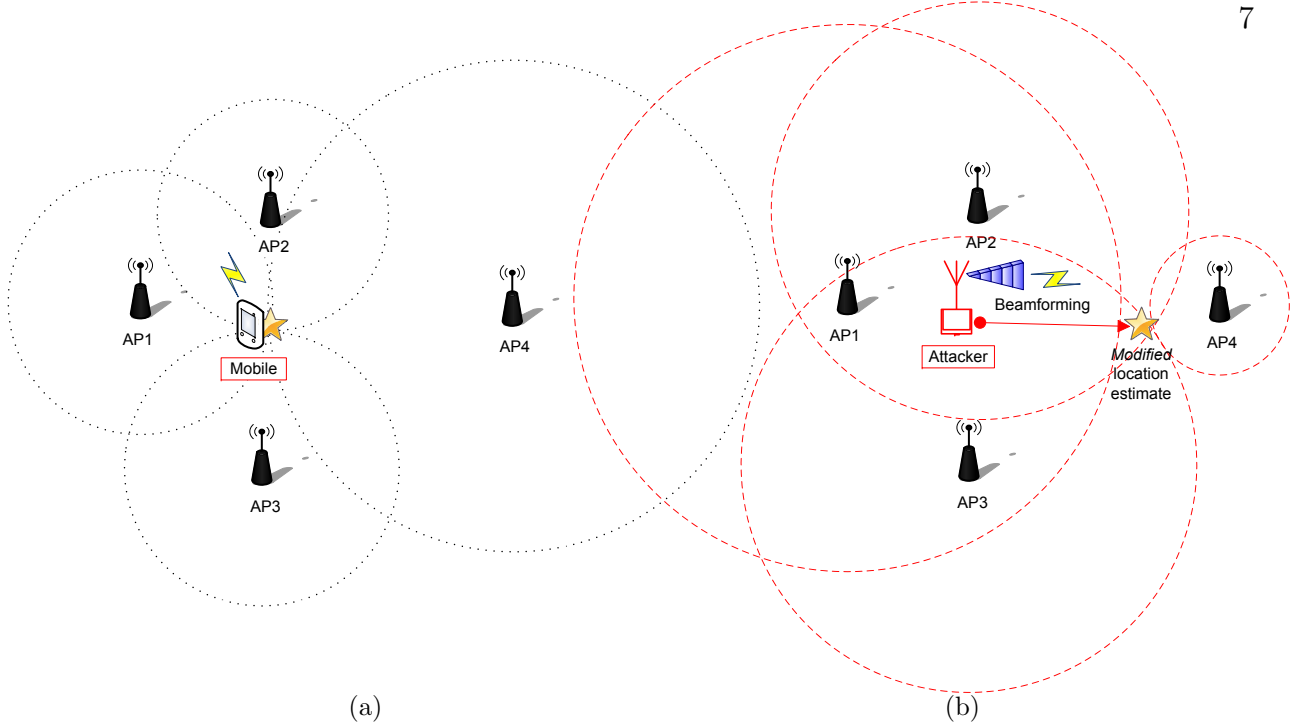 7
AP2
AP1
Mobile
AP4
AP3
(a)
AP2
Beamforming
AP1
Attacker
AP4
Modified
location
estimate
AP3
(b)